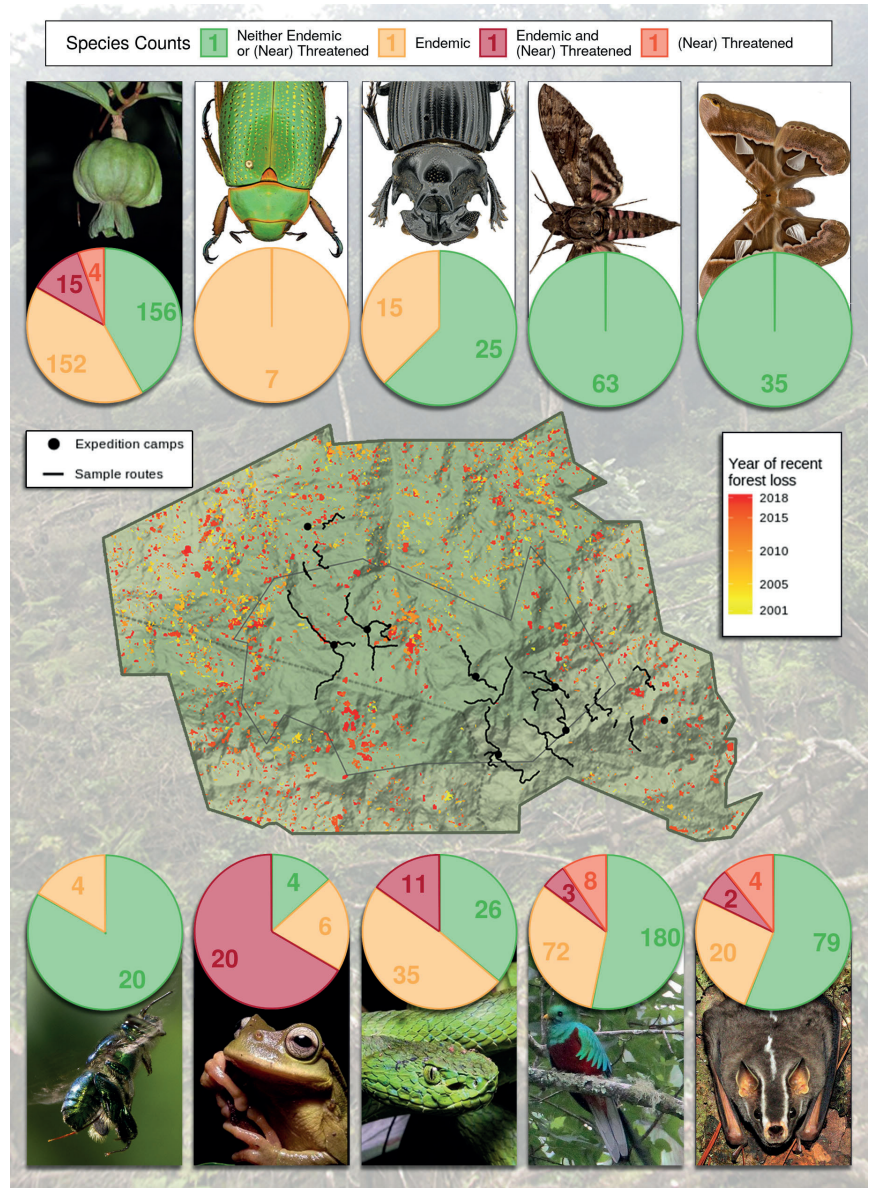 Species Counts
1 Neither Endemic
or (Near) Threatened
1 Endemic
1 Endemic and
(Near) Threatened
1 (Near) Threatened
15 4 156 152
7
15 25
63
35
Expedition camps
Sample routes
Year of recent
forest loss
2018
2015
2010
2005
2001
4 20
4 6 20
11 26 35
3 8 180 72
2 4 79 20